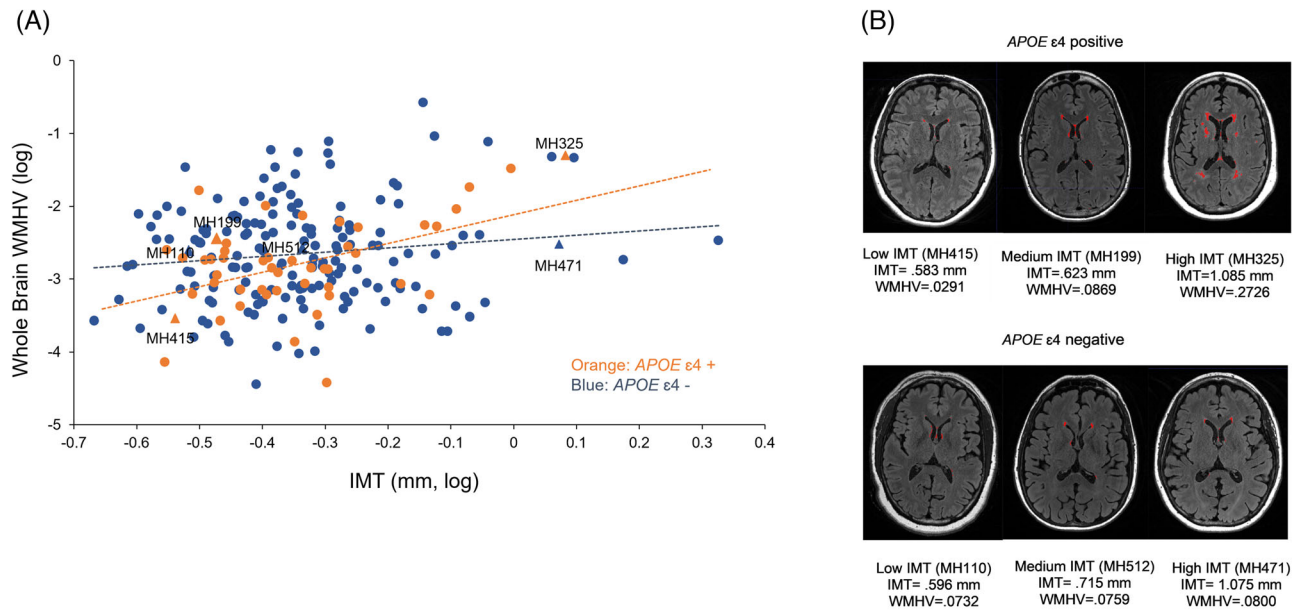 (A)
Whole Brain WMHV (log)
0
-1
-2
-3
-4
-5
-0.7
-0.6
-0.5
-0.4
-0.3
-0.2
-0.1
0
0.1
0.2
0.3
0.4
IMT (mm, log)
MH325
MH199
MH110
MH512
MH471
MH415
Orange: APOE ε4 +
Blue: APOE ε4 -
(B)
APOE ε4 positive
Low IMT (MH415)
IMT= .583 mm
WMHV=.0291
Medium IMT (MH199)
IMT=.623 mm
WMHV=.0869
High IMT (MH325)
IMT=1.085 mm
WMHV=.2726
APOE ε4 negative
Low IMT (MH110)
IMT= .596 mm
WMHV=.0732
Medium IMT (MH512)
IMT= .715 mm
WMHV=.0759
High IMT (MH471)
IMT= 1.075 mm
WMHV=.0800